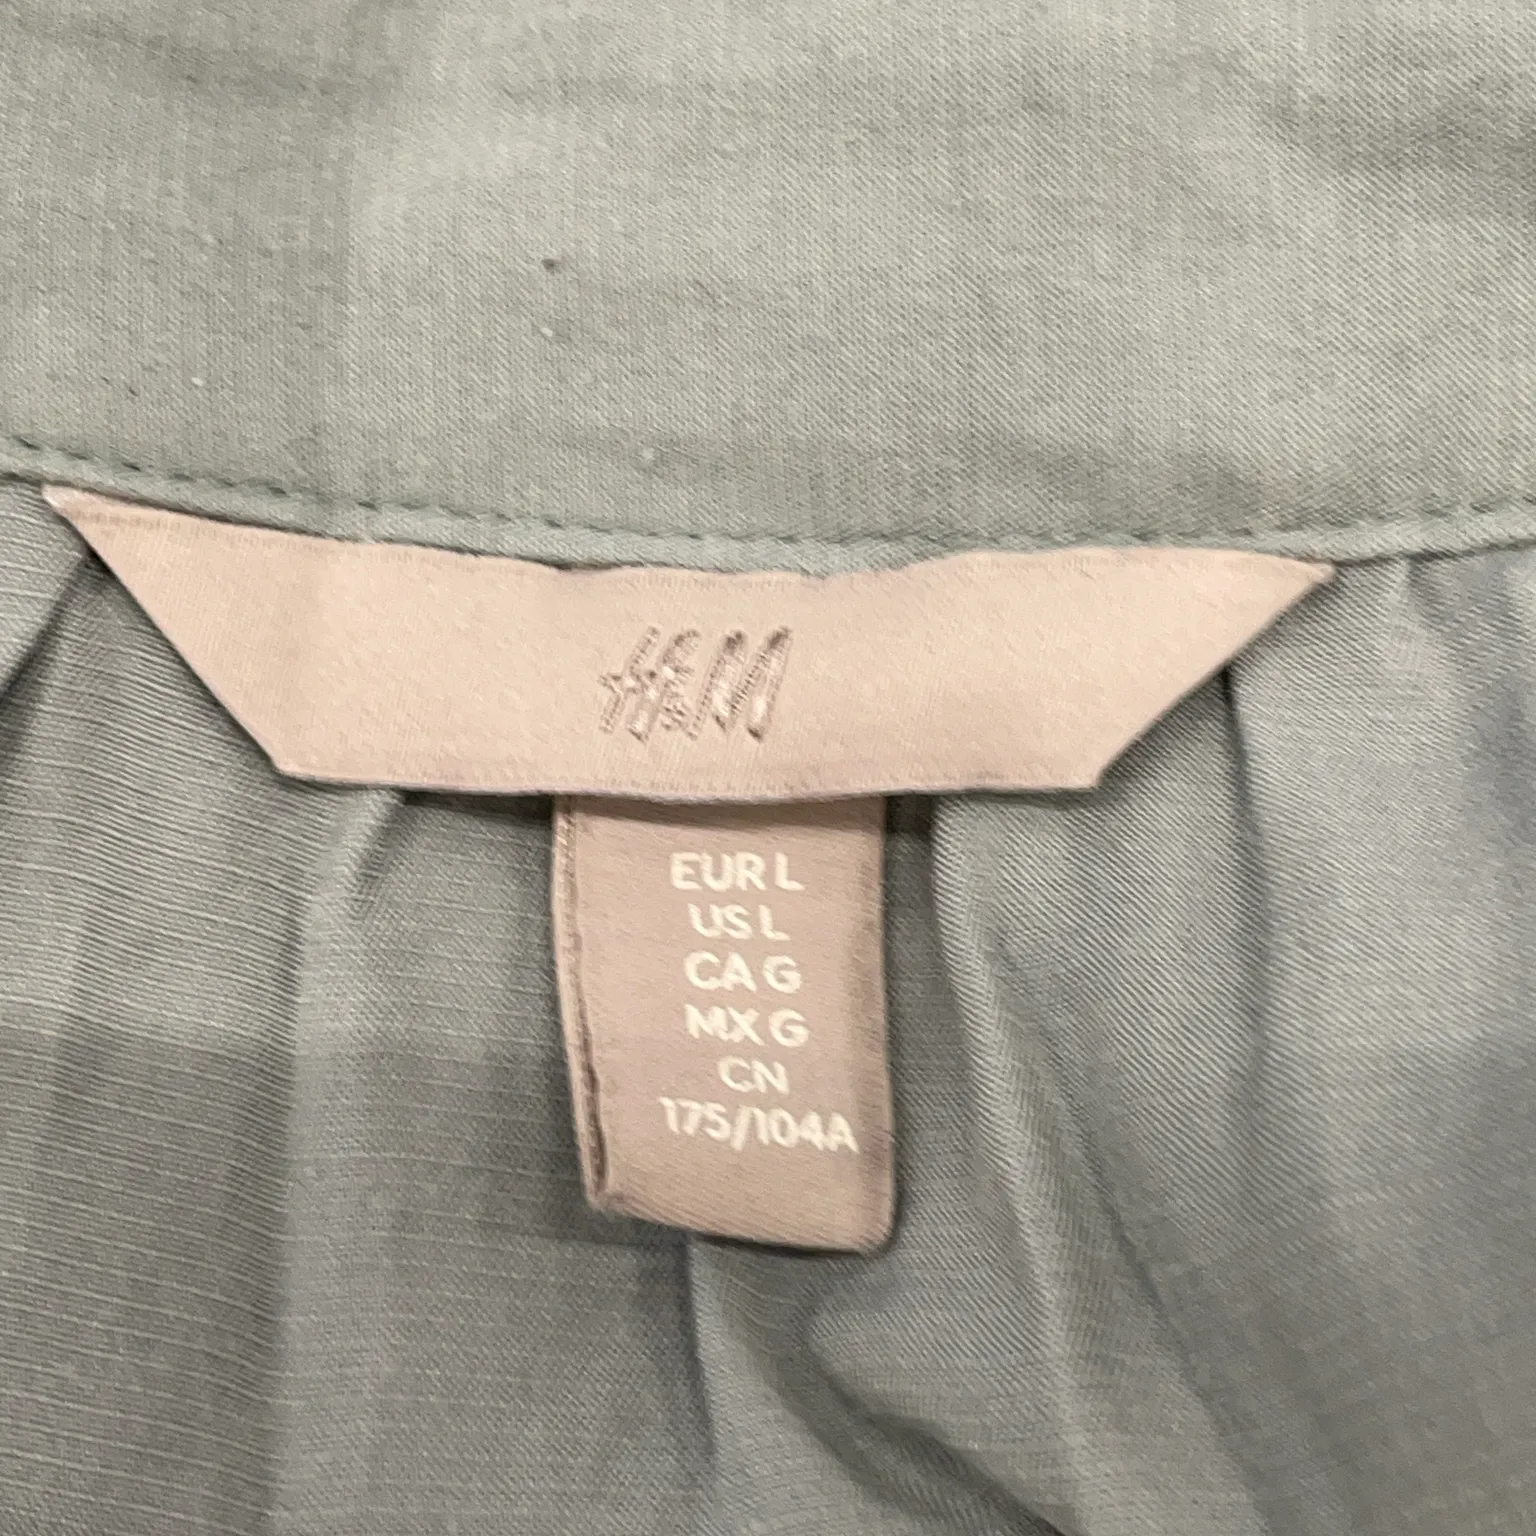 H&M
EUR L
US L
CA G
MX G
CN
175/104A